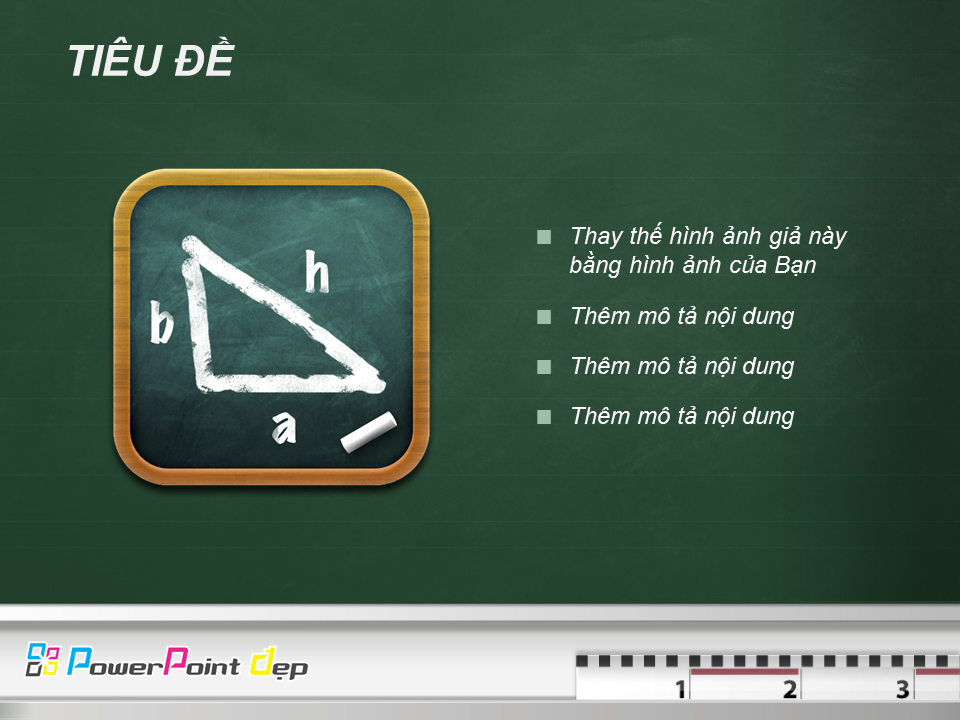 TIÊU ĐỀ
h
b
a
Thay thế hình ảnh giả này
bằng hình ảnh của Bạn
Thêm mô tả nội dung
Thêm mô tả nội dung
Thêm mô tả nội dung
PowerPoint đẹp
1 2 3